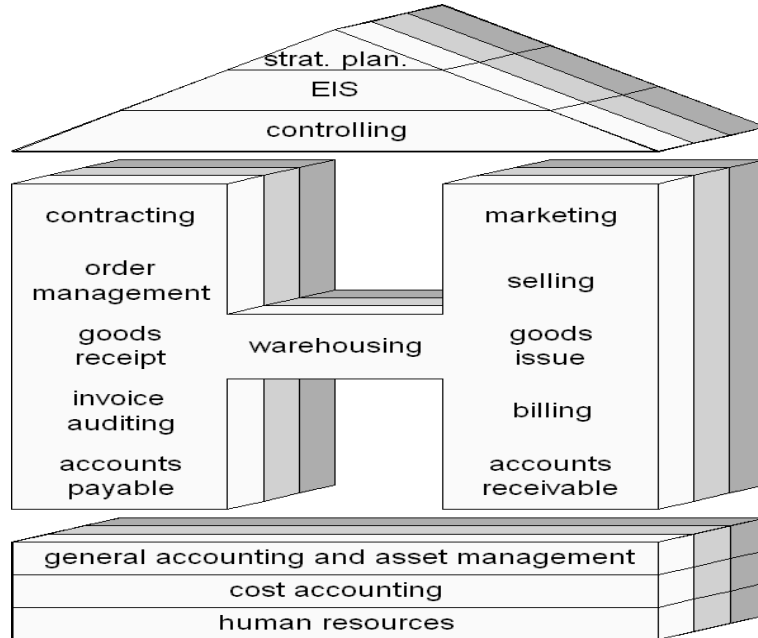 strat. plan.
EIS
controlling
contracting
order
management
goods
receipt
invoice
auditing
accounts
payable
warehousing
marketing
selling
goods
issue
billing
accounts
receivable
general accounting and asset management
cost accounting
human resources